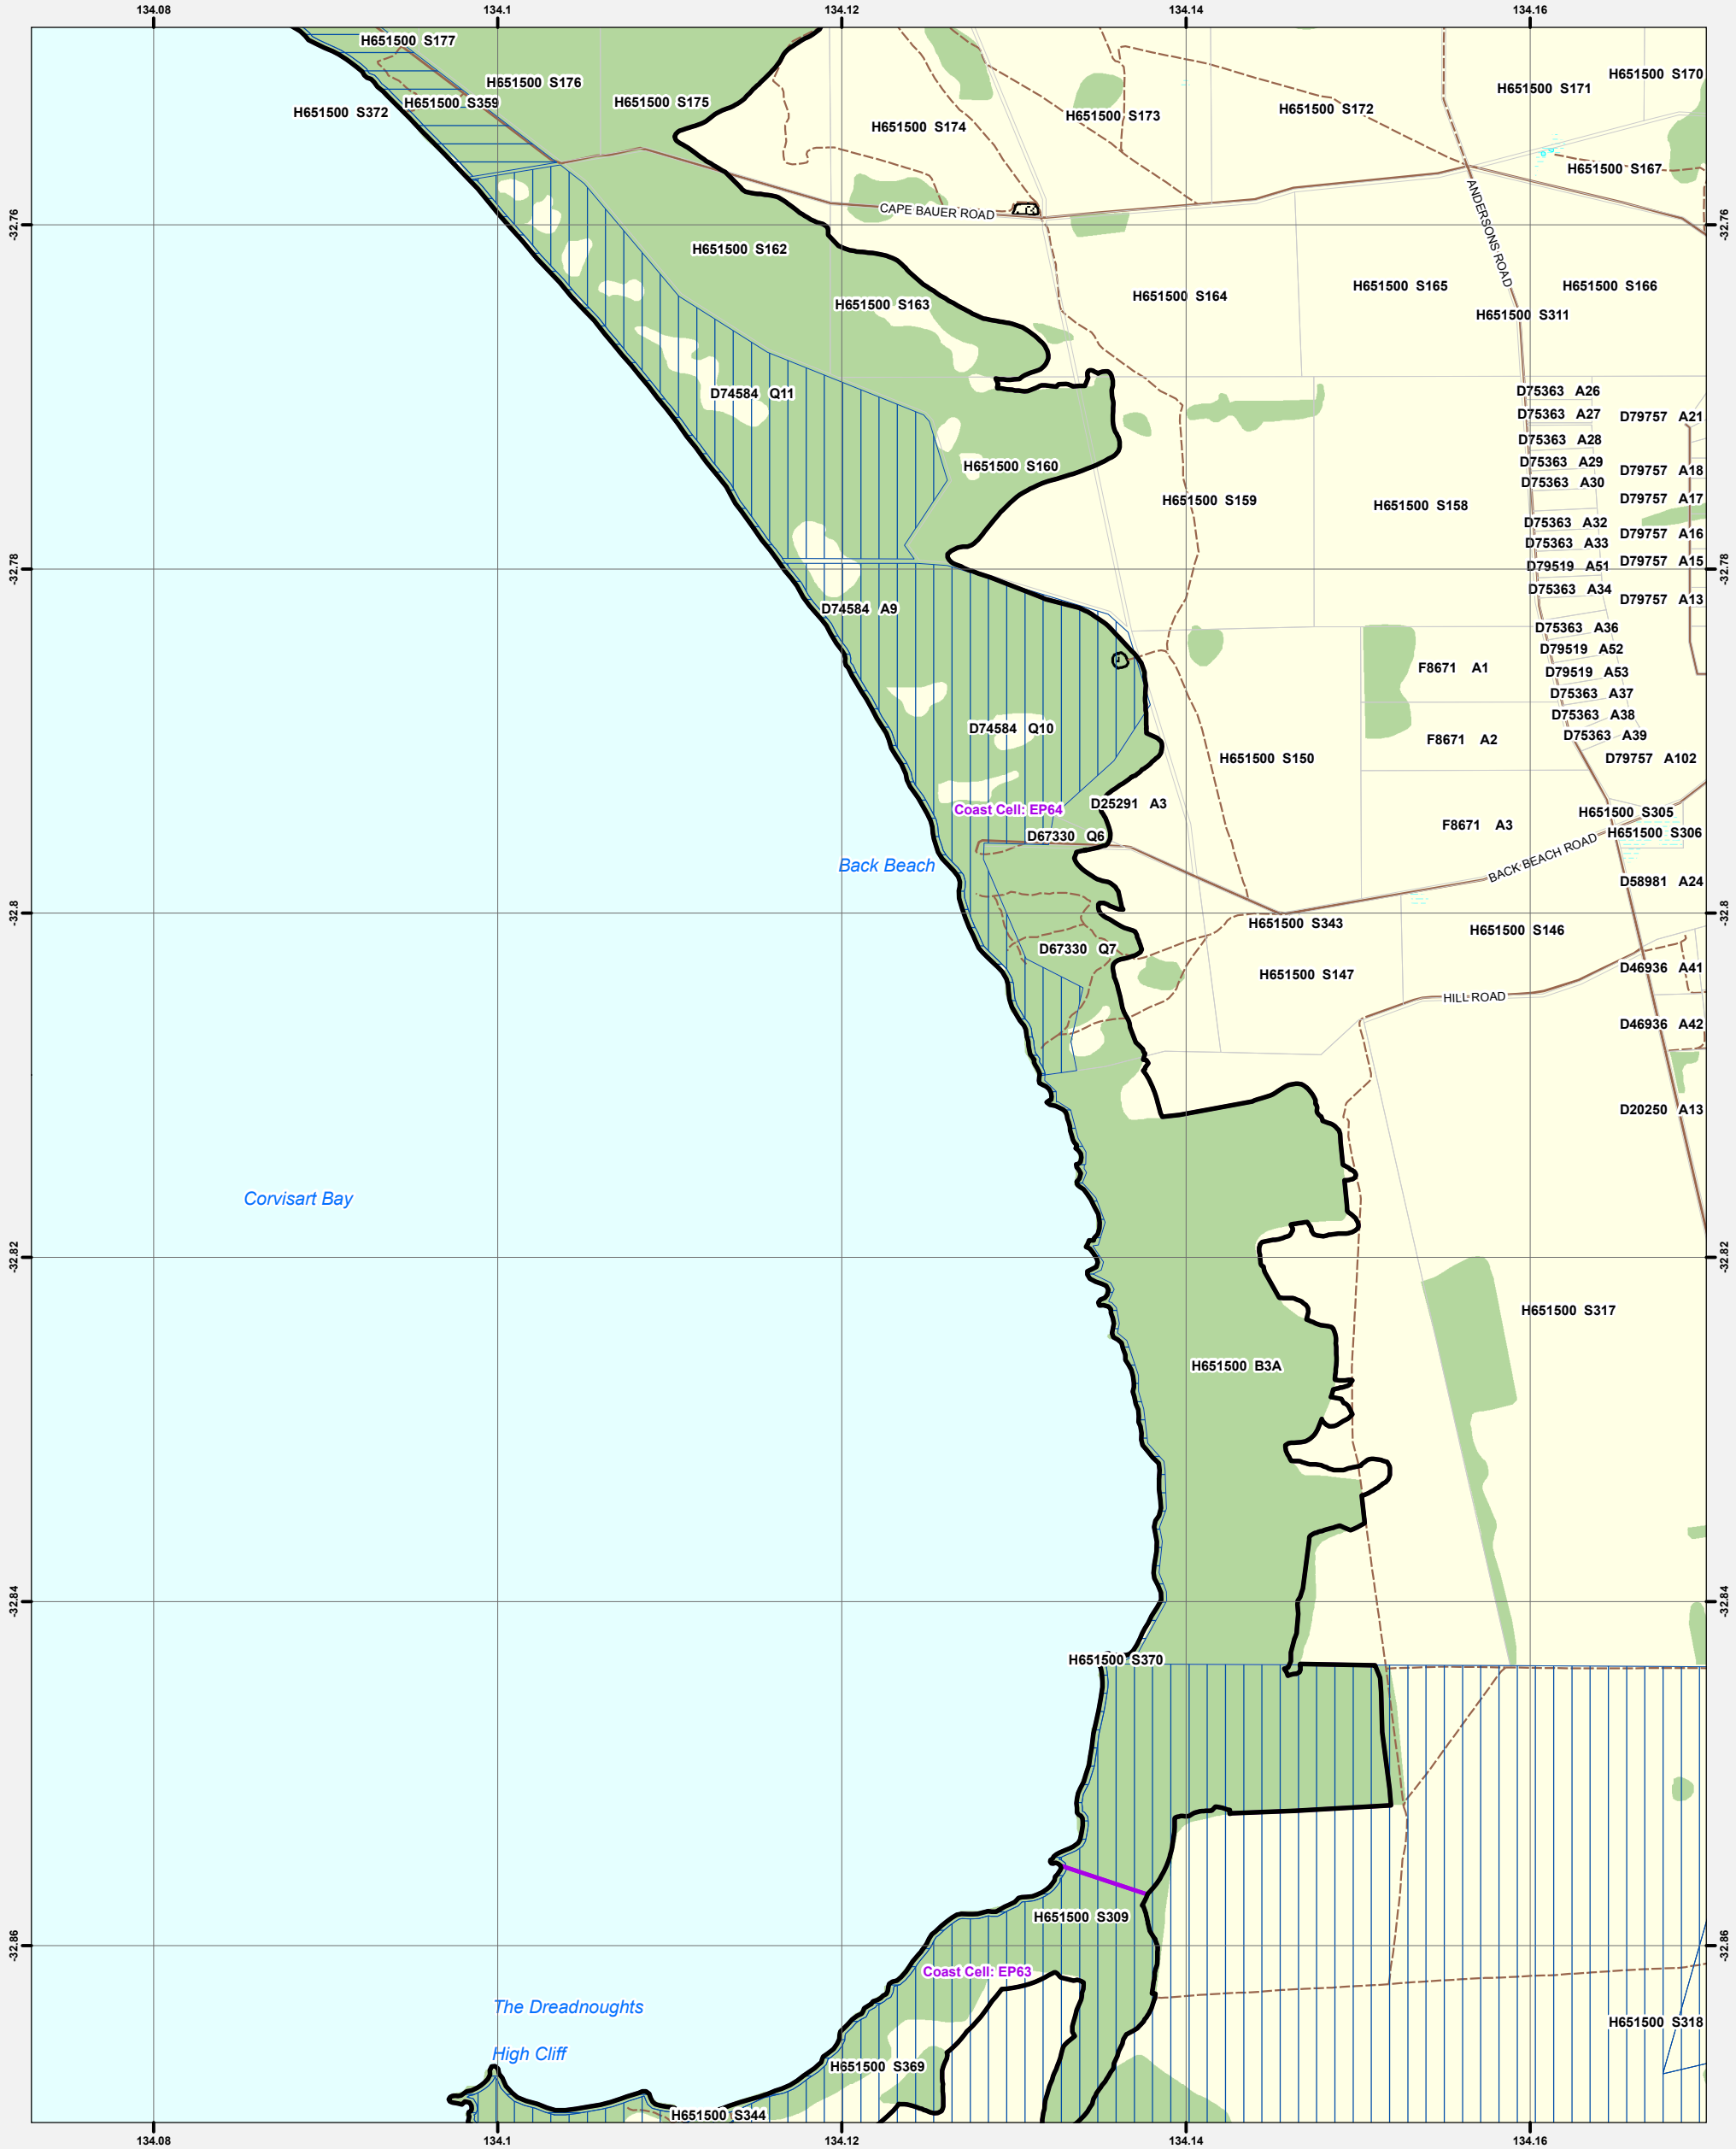 134.08 134.1 134.12 134.14 134.16
H651500 S177
H651500 S170
H651500 S176
H651500 S171
H651500 S359
H651500 S175
H651500 S372
H651500 S172
H651500 S173
H651500 S174
H651500 S167
CAPE BAUER ROAD
ANDERSONS ROAD
-32.76 -32.76
H651500 S162
H651500 S163
H651500 S164
H651500 S165
H651500 S166
H651500 S311
D74584 Q11
D75363 A26
D75363 A27
D79757 A21
D75363 A28
H651500 S160
D75363 A29
D79757 A18
D75363 A30
H651500 S159
H651500 S158
D79757 A17
D75363 A32
D79757 A16
D75363 A33
D79757 A15
D79519 A51
-32.78 -32.78
D75363 A34
D79757 A13
D74584 A9
D75363 A36
D79519 A52
F8671 A1
D79519 A53
D75363 A37
D75363 A38
D74584 Q10
D75363 A39
F8671 A2
H651500 S150
D79757 A102
D25291 A3
Coast Cell: EP64
H651500 S305
F8671 A3
H651500 S306
D67330 Q6
BACK BEACH ROAD
Back Beach
D58981 A24
-32.8 -32.8
H651500 S343
H651500 S146
D67330 Q7
D46936 A41
H651500 S147
HILL ROAD
D46936 A42
D20250 A13
Corvisart Bay
-32.82 -32.82
H651500 S317
H651500 B3A
-32.84 -32.84
H651500 S370
H651500 S309
-32.86 -32.86
Coast Cell: EP63
The Dreadnoughts
H651500 S318
High Cliff
H651500 S369
H651500 S344
134.08 134.1 134.12 134.14 134.16